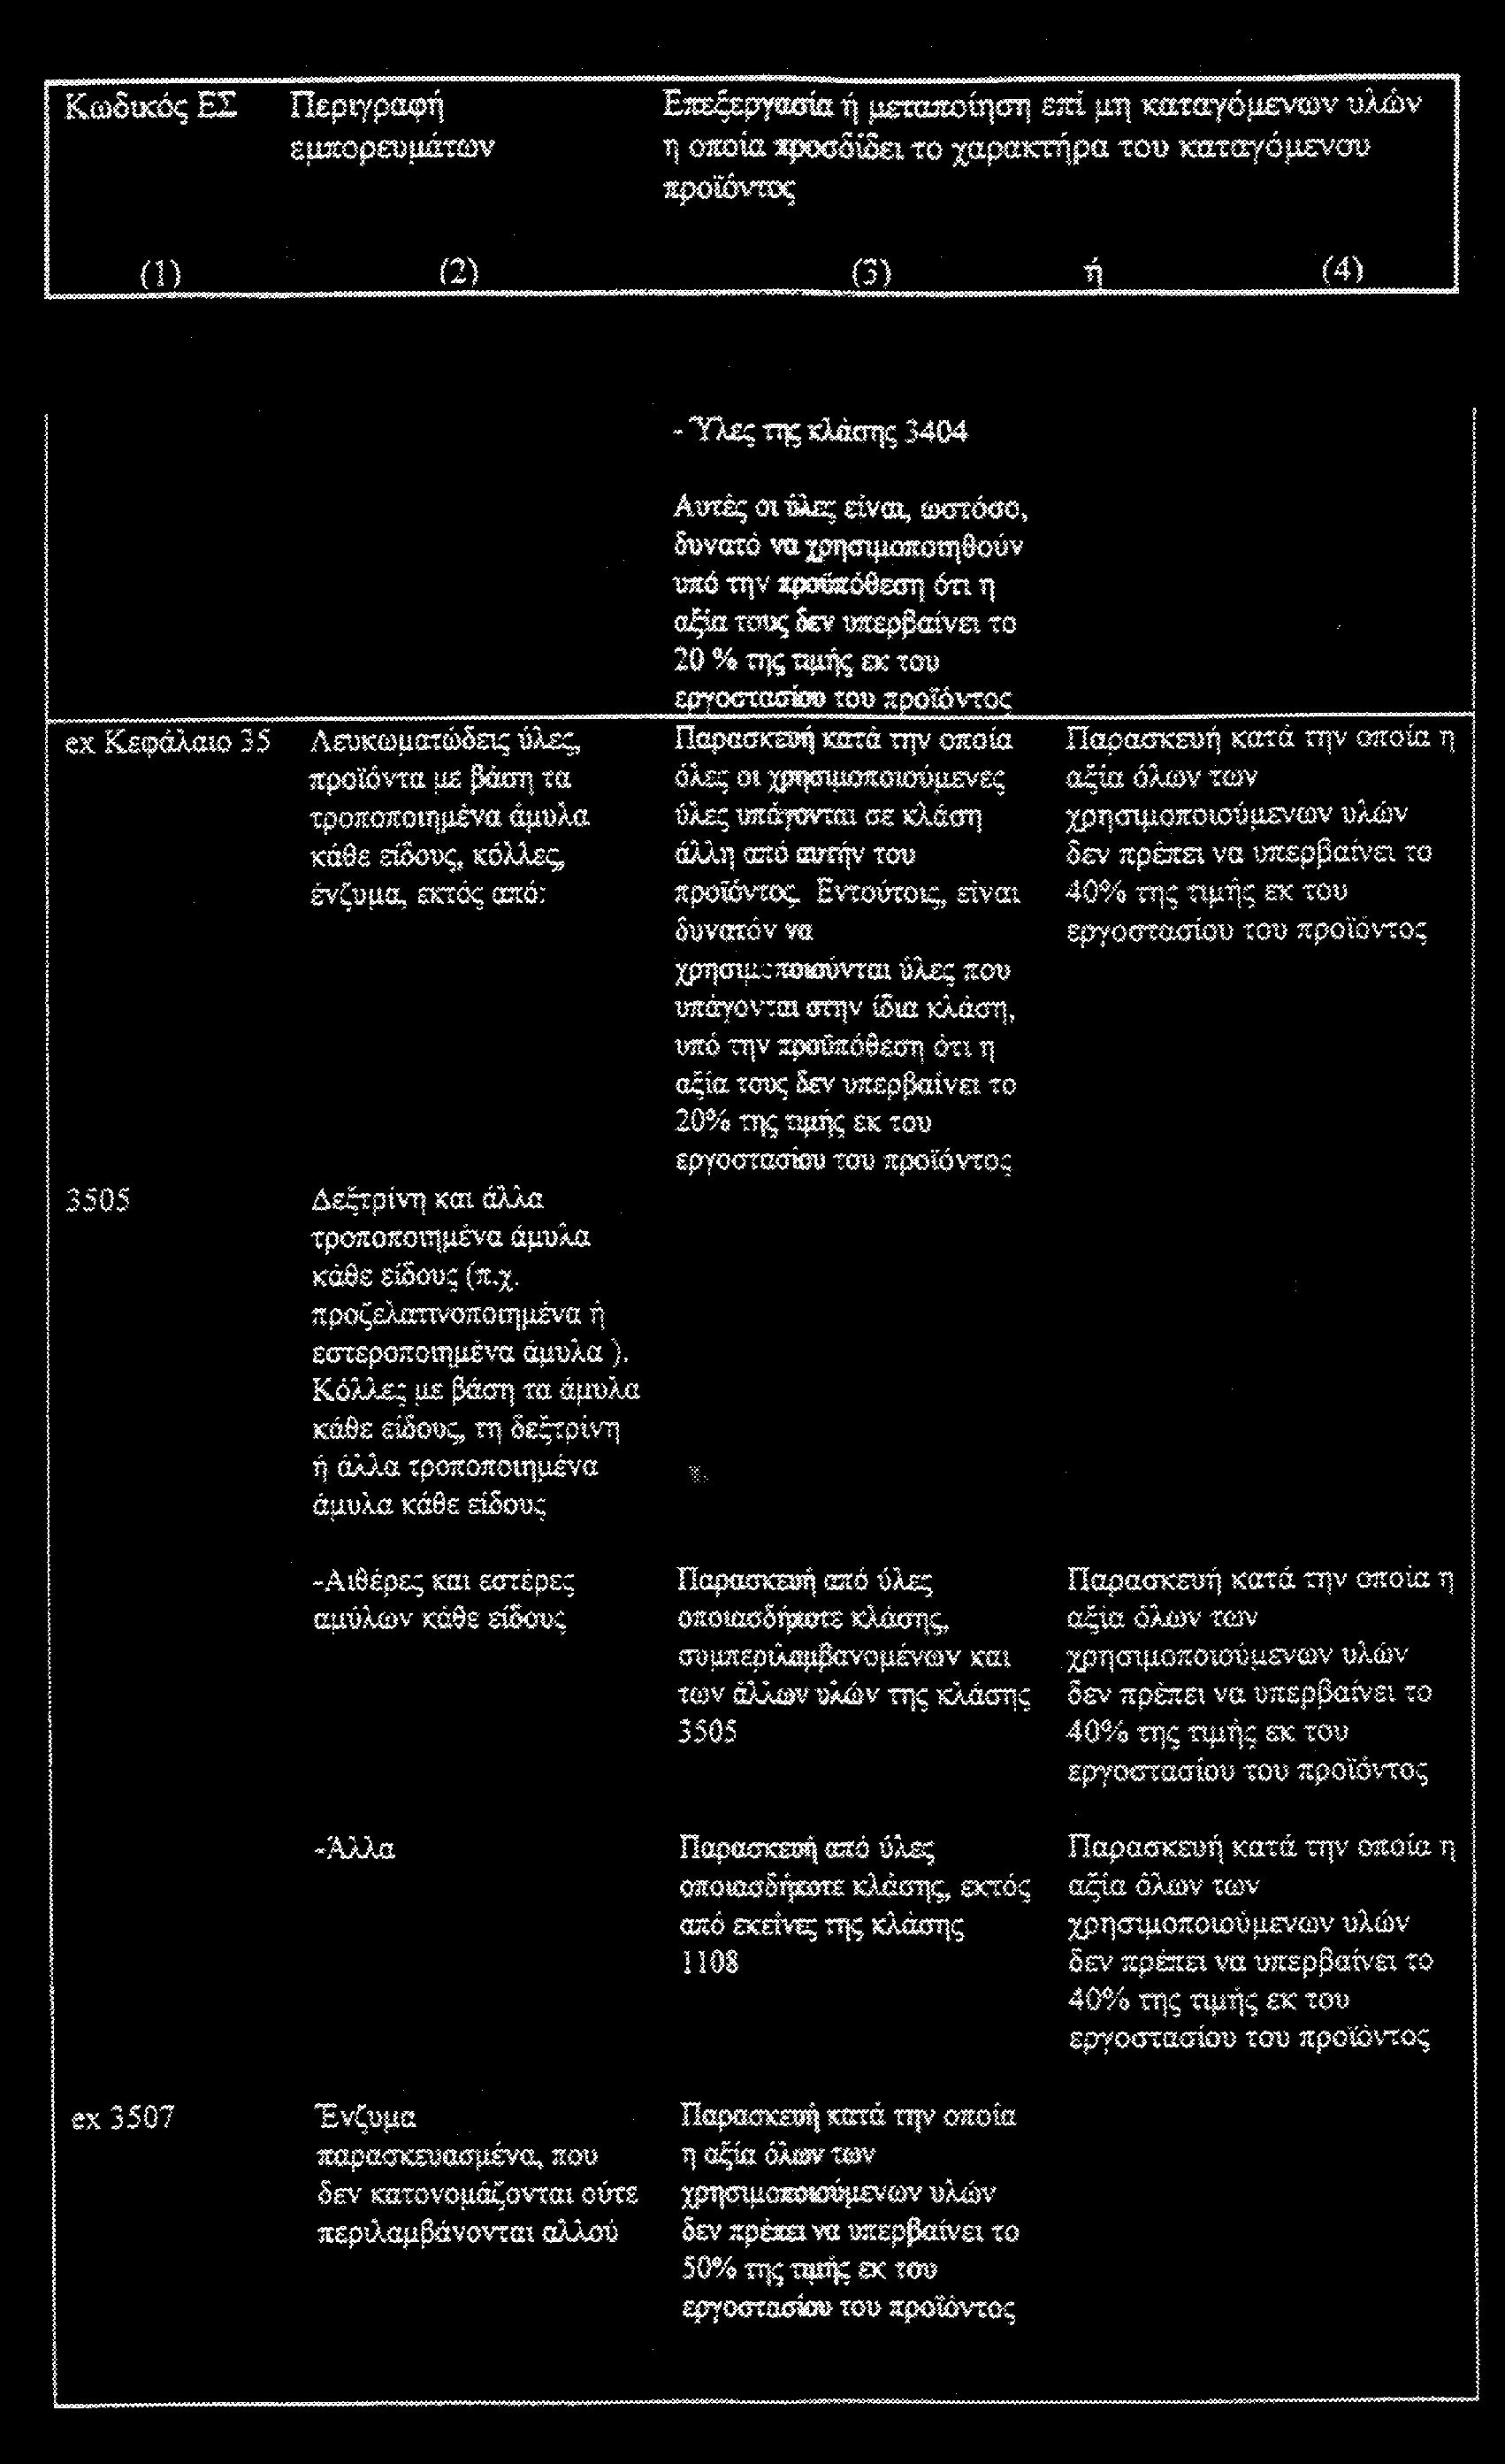 Κωδικός ΕΣ
Περιγραφή
εμπορευμάτων
Επεξεργασία ή μεταποίηση επί μη καταγόμενων υλών
η οποία προσδίδει το χαρακτήρα του καταγόμενου
προϊόντος
(1)
(2)
(3)
ή
(4)
- Ύλες της κλάσης 3404
Αυτές οι ύλες είναι, ωστόσο,
δυνατό να χρησιμοποιηθούν
υπό την προϋπόθεση ότι η
αξία τους δεν υπερβαίνει το
20 % της τιμής εκ του
εργοστασίου του προϊόντος
ex Κεφάλαιο 35
Λευκωματώδεις ύλες,
προϊόντα με βάση τα
τροποποιημένα άμυλα
κάθε είδους, κόλλες,
ένζυμα, εκτός από:
Παρασκευή κατά την οποία
όλες οι χρησιμοποιούμενες
ύλες υπάγονται σε κλάση
άλλη από αυτήν του
προϊόντος. Εντούτοις, είναι
δυνατόν να
χρησιμοποιούνται ύλες που
υπάγονται στην ίδια κλάση,
υπό την προϋπόθεση ότι η
αξία τους δεν υπερβαίνει το
20% της τιμής εκ του
εργοστασίου του προϊόντος
Παρασκευή κατά την οποία η
αξία όλων των
χρησιμοποιούμενων υλών
δεν πρέπει να υπερβαίνει το
40% της τιμής εκ του
εργοστασίου του προϊόντος
3505
Δεξτρίνη και άλλα
τροποποιημένα άμυλα
κάθε είδους (π.χ.
προζελατινοποιημένα ή
εστεροποιημένα άμυλα ).
Κόλλες με βάση τα άμυλα
κάθε είδους, τη δεξτρίνη
ή άλλα τροποποιημένα
άμυλα κάθε είδους
-Αιθέρες και εστέρες
αμύλων κάθε είδους
Παρασκευή από ύλες
οποιασδήποτε κλάσης,
συμπεριλαμβανομένων και
των άλλων υλών της κλάσης
3505
Παρασκευή κατά την οποία η
αξία όλων των
χρησιμοποιούμενων υλών
δεν πρέπει να υπερβαίνει το
40% της τιμής εκ του
εργοστασίου του προϊόντος
-Άλλα
Παρασκευή από ύλες
οποιασδήποτε κλάσης, εκτός
από εκείνες της κλάσης
1108
Παρασκευή κατά την οποία η
αξία όλων των
χρησιμοποιούμενων υλών
δεν πρέπει να υπερβαίνει το
40% της τιμής εκ του
εργοστασίου του προϊόντος
ex 3507
Ένζυμα
παρασκευασμένα, που
δεν κατονομάζονται ούτε
περιλαμβάνονται αλλού
Παρασκευή κατά την οποία
η αξία όλων των
χρησιμοποιούμενων υλών
δεν πρέπει να υπερβαίνει το
50% της τιμής εκ του
εργοστασίου του προϊόντος